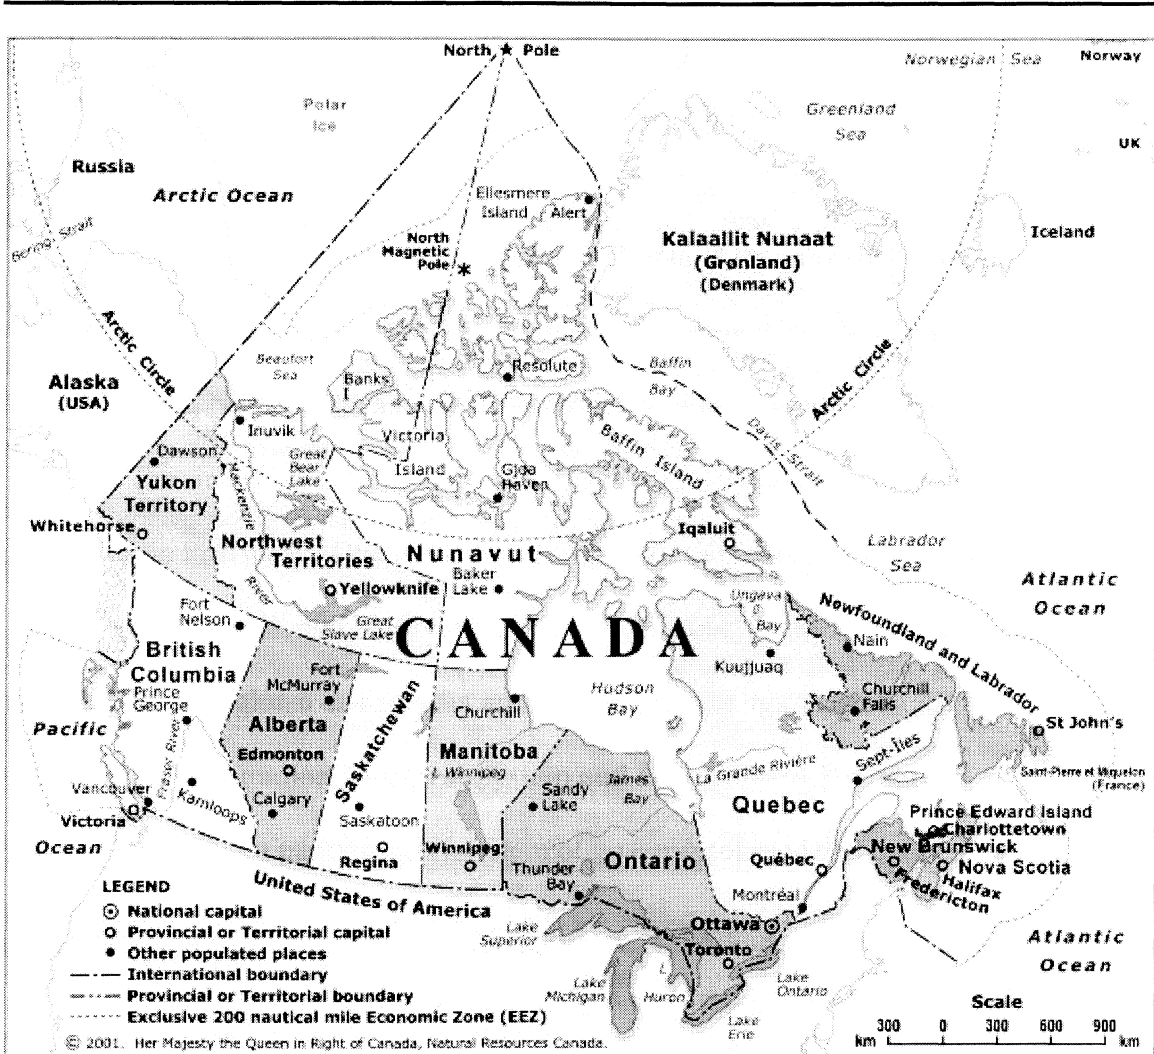 North ★ Pole
Norwegian Sea
Norway
Polar
Ice
Greenland
Sea
UK
Russia
Arctic Ocean
Ellesmere
Island
Alert
Bering Strait
North
Magnetic
Pole
Kalaallit Nunaat
(Grønland)
(Denmark)
Iceland
Arctic Circle
Beaufort
Sea
Resolute
Baffin
Bay
Arctic Circle
Alaska
(USA)
Banks
I
Inuvik
Victoria
Island
Baffin Island
Davis Strait
Dawson
Great
Bear
Lake
Gjoa
Haven
Yukon
Territory
Mackenzie
River
Whitehorse
Northwest
Territories
Nunavut
Iqaluit
Labrador
Sea
Yellowknife
Baker
Lake
Ungava
Bay
Atlantic
Ocean
Fort
Nelson
Great
Slave Lake
CANADA
Newfoundland and Labrador
Nain
British
Columbia
Fort
McMurray
Kuujjuaq
Prince
George
Hudson
Bay
Churchill
Falls
Churchill
Pacific
Ocean
Alberta
Saskatchewan
Manitoba
St John's
Fraser River
Edmonton
L Winnipeg
James
Bay
La Grande Rivière
Sept-Îles
Saint-Pierre et Miquelon
(France)
Vancouver
Kamloops
Calgary
Sandy
Lake
Quebec
Prince Edward Island
Charlottetown
Victoria
Saskatoon
Regina
Winnipeg
Ontario
New Brunswick
Québec
Nova Scotia
Thunder
Bay
Montréal
Halifax
Fredericton
United States of America
LEGEND
National capital
Provincial or Territorial capital
Other populated places
International boundary
Provincial or Territorial boundary
Exclusive 200 nautical mile Economic Zone (EEZ)
Lake
Superior
Ottawa
Toronto
Atlantic
Ocean
Lake
Michigan
L
Huron
Lake
Ontario
Lake
Erie
Scale
300 0 300 600 900
km km
© 2001. Her Majesty the Queen in Right of Canada, Natural Resources Canada.